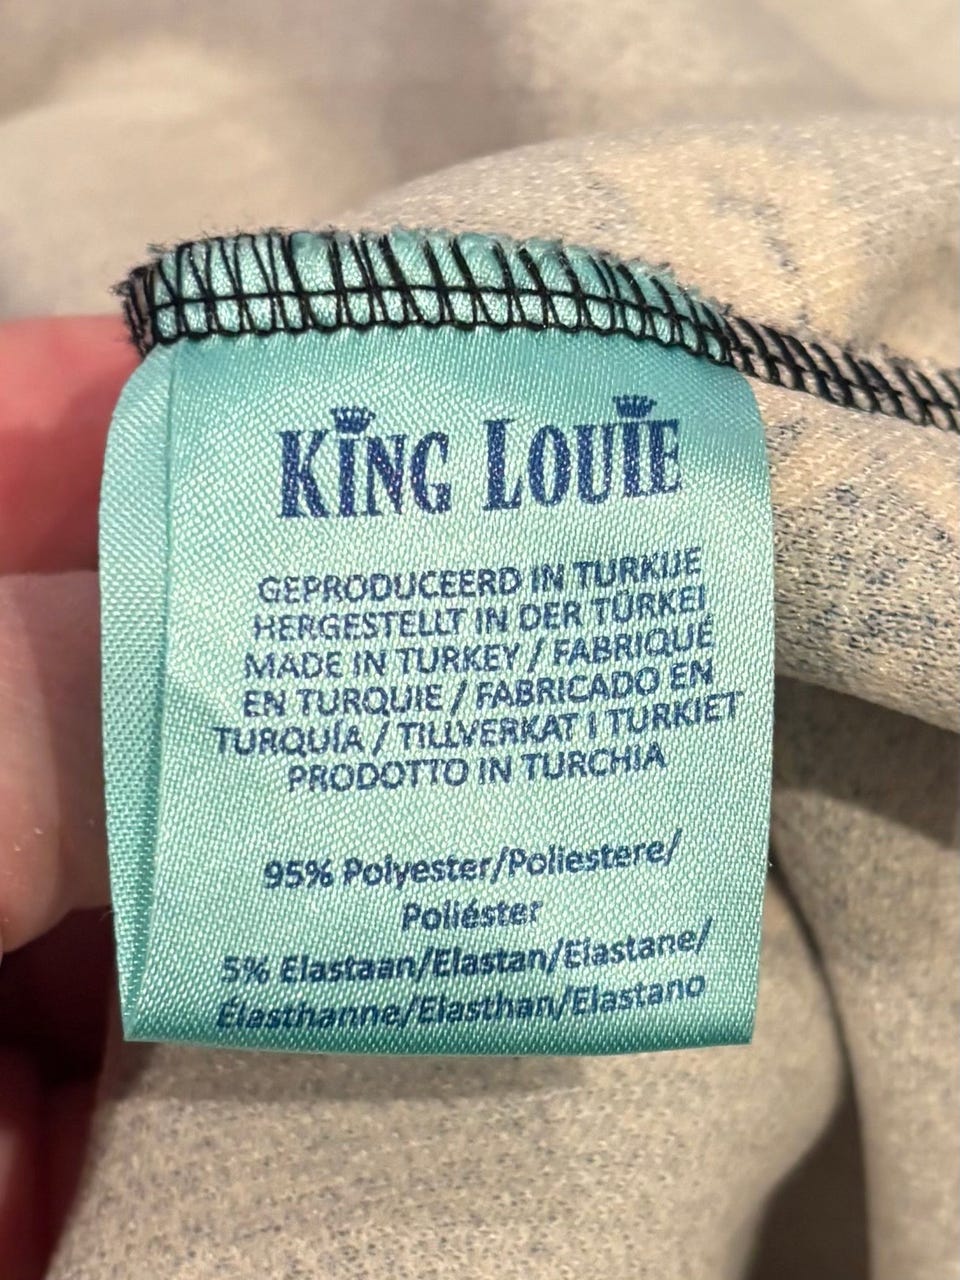 KING LOUIE
GEPRODUCEERD IN TURKIJE
HERGESTELLT IN DER TÜRKEI
MADE IN TURKEY / FABRIQUÉ
EN TURQUIE / FABRICADO EN
TURQUÍA / TILLVERKAT I TURKIET
PRODOTTO IN TURCHIA
95% Polyester/Poliestere/
Poliéster
5% Elastaan/Elastan/Elastane/
Élasthanne/Elasthan/Elastano